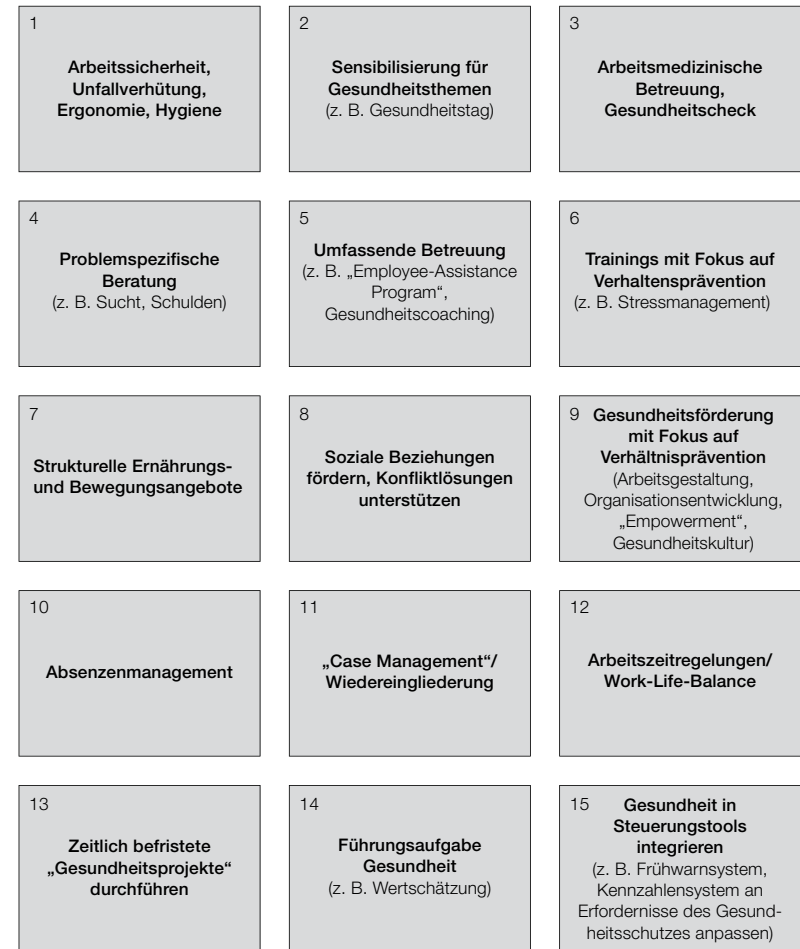 1
Arbeitssicherheit,
Unfallverhütung,
Ergonomie, Hygiene
2
Sensibilisierung für
Gesundheitsthemen
(z. B. Gesundheitstag)
3
Arbeitsmedizinische
Betreuung,
Gesundheitscheck
4
Problemspezifische
Beratung
(z. B. Sucht, Schulden)
5
Umfassende Betreuung
(z. B. „Employee-Assistance
Program“,
Gesundheitscoaching)
6
Trainings mit Fokus auf
Verhaltensprävention
(z. B. Stressmanagement)
7
Strukturelle Ernährungs-
und Bewegungsangebote
8
Soziale Beziehungen
fördern, Konfliktlösungen
unterstützen
9 Gesundheitsförderung
mit Fokus auf
Verhältnisprävention
(Arbeitsgestaltung,
Organisationsentwicklung,
„Empowerment“,
Gesundheitskultur)
10
Absenzenmanagement
11
„Case Management“/
Wiedereingliederung
12
Arbeitszeitregelungen/
Work-Life-Balance
13
Zeitlich befristete
„Gesundheitsprojekte“
durchführen
14
Führungsaufgabe
Gesundheit
(z. B. Wertschätzung)
15 Gesundheit in
Steuerungstools
integrieren
(z. B. Frühwarnsystem,
Kennzahlensystem an
Erfordernisse des Gesund-
heitsschutzes anpassen)